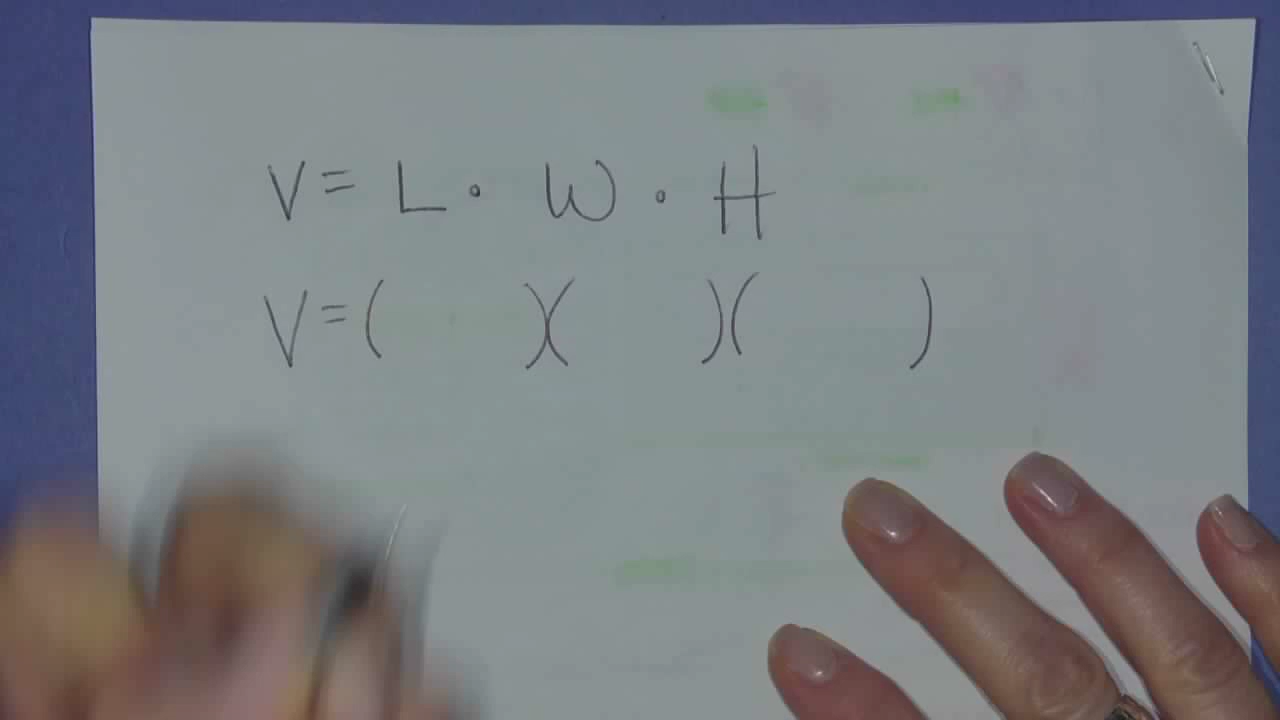 V = L · W · H
V = (    )(    )(    )